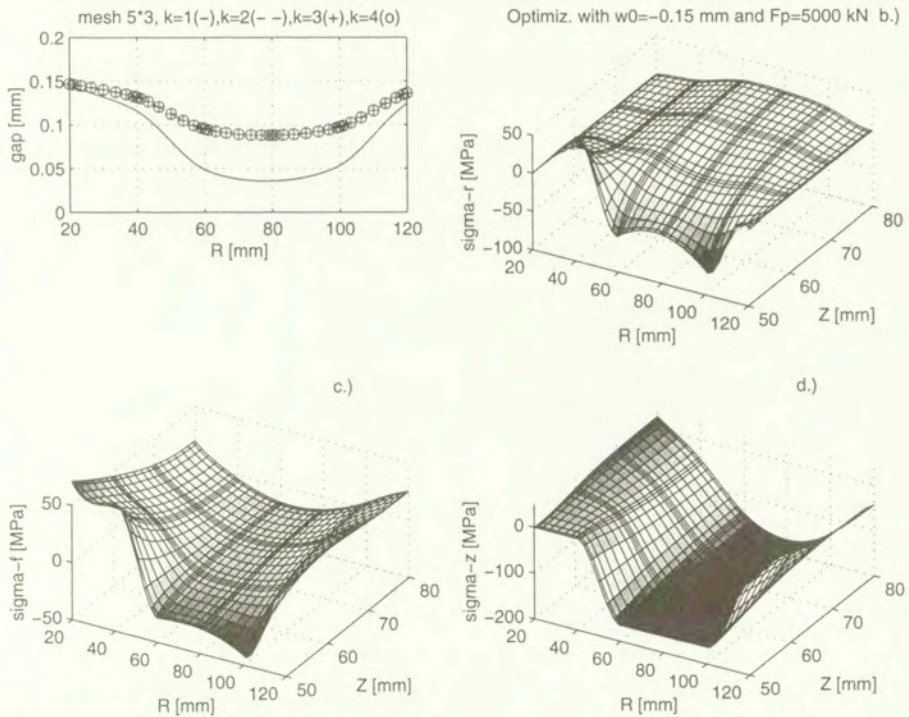 mesh 5*3, k=1(-),k=2(- -),k=3(+),k=4(o)
0.2
0.15
0.1
0.05
0
gap [mm]
20 40 60 80 100 120
R [mm]
Optimiz. with w0=-0.15 mm and Fp=5000 kN b.)
50
0
-50
-100
sigma-r [MPa]
20 40 60 80 100 120
R [mm]
50 60 70 80
Z [mm]
c.)
50
0
-50
sigma-f [MPa]
20 40 60 80 100 120
R [mm]
50 60 70 80
Z [mm]
d.)
0
-100
-200
sigma-z [MPa]
20 40 60 80 100 120
R [mm]
50 60 70 80
Z [mm]